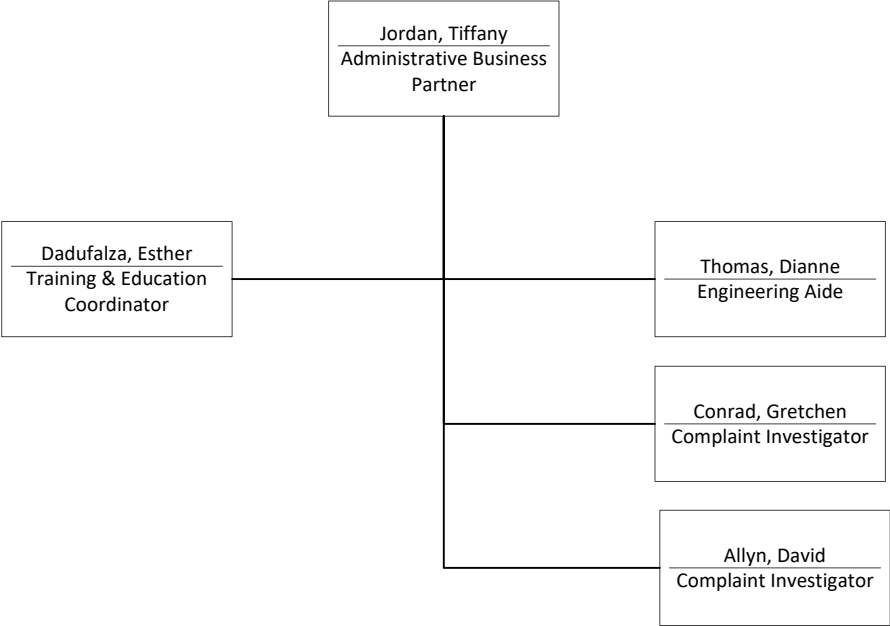 Jordan, Tiffany
Administrative Business
Partner
Dadufalza, Esther
Training & Education
Coordinator
Thomas, Dianne
Engineering Aide
Conrad, Gretchen
Complaint Investigator
Allyn, David
Complaint Investigator